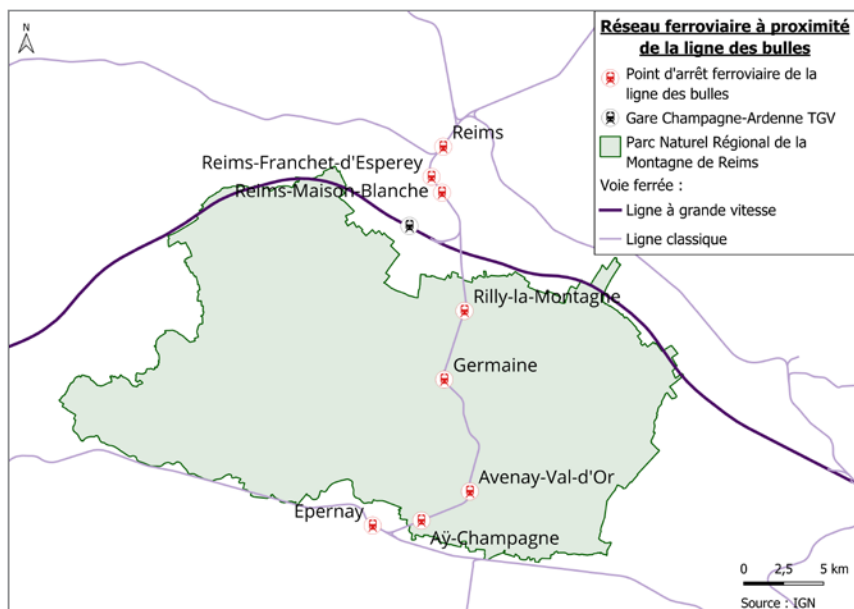 N
Réseau ferroviaire à proximité
de la ligne des bulles
Point d'arrêt ferroviaire de la
ligne des bulles
Gare Champagne-Ardenne TGV
Parc Naturel Régional de la
Montagne de Reims
Voie ferrée :
Ligne à grande vitesse
Ligne classique
Reims
Reims-Franchet-d'Esperey
Reims-Maison-Blanche
Rilly-la-Montagne
Germaine
Avenay-Val-d'Or
Epernay
Aÿ-Champagne
0 2,5 5 km
Source : IGN